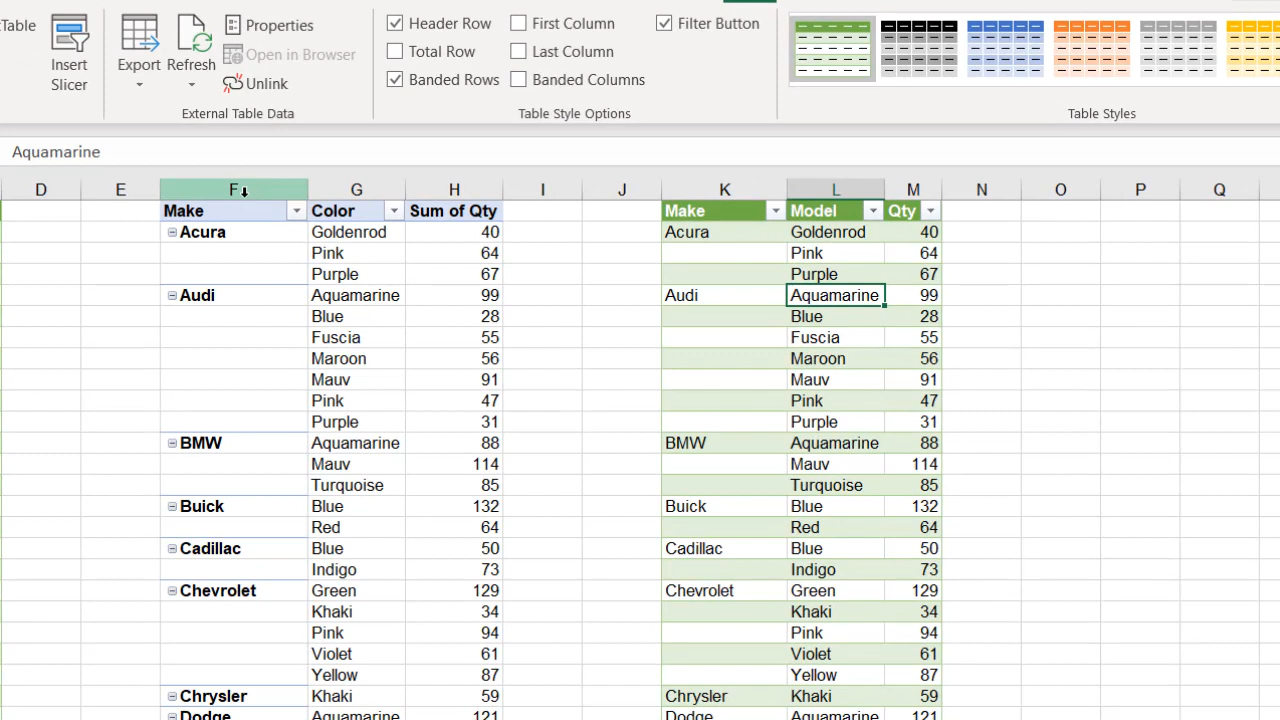 Table
Insert
Slicer
Export
Refresh
Properties
Open in Browser
Unlink
External Table Data
Header Row
Total Row
Banded Rows
First Column
Last Column
Banded Columns
Filter Button
Table Style Options
Table Styles
Aquamarine
D E F G H I J K L M N O P Q
Make Color Sum of Qty Make Model Qty
Acura Goldenrod 40 Acura Goldenrod 40
Pink 64 Pink 64
Purple 67 Purple 67
Audi Aquamarine 99 Audi Aquamarine 99
Blue 28 Blue 28
Fuscia 55 Fuscia 55
Maroon 56 Maroon 56
Mauv 91 Mauv 91
Pink 47 Pink 47
Purple 31 Purple 31
BMW Aquamarine 88 BMW Aquamarine 88
Mauv 114 Mauv 114
Turquoise 85 Turquoise 85
Buick Blue 132 Buick Blue 132
Red 64 Red 64
Cadillac Blue 50 Cadillac Blue 50
Indigo 73 Indigo 73
Chevrolet Green 129 Chevrolet Green 129
Khaki 34 Khaki 34
Pink 94 Pink 94
Violet 61 Violet 61
Yellow 87 Yellow 87
Chrysler Khaki 59 Chrysler Khaki 59
Dodge Aquamarine 121 Dodge Aquamarine 121